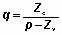 q = Z_c / (p - Z_v)